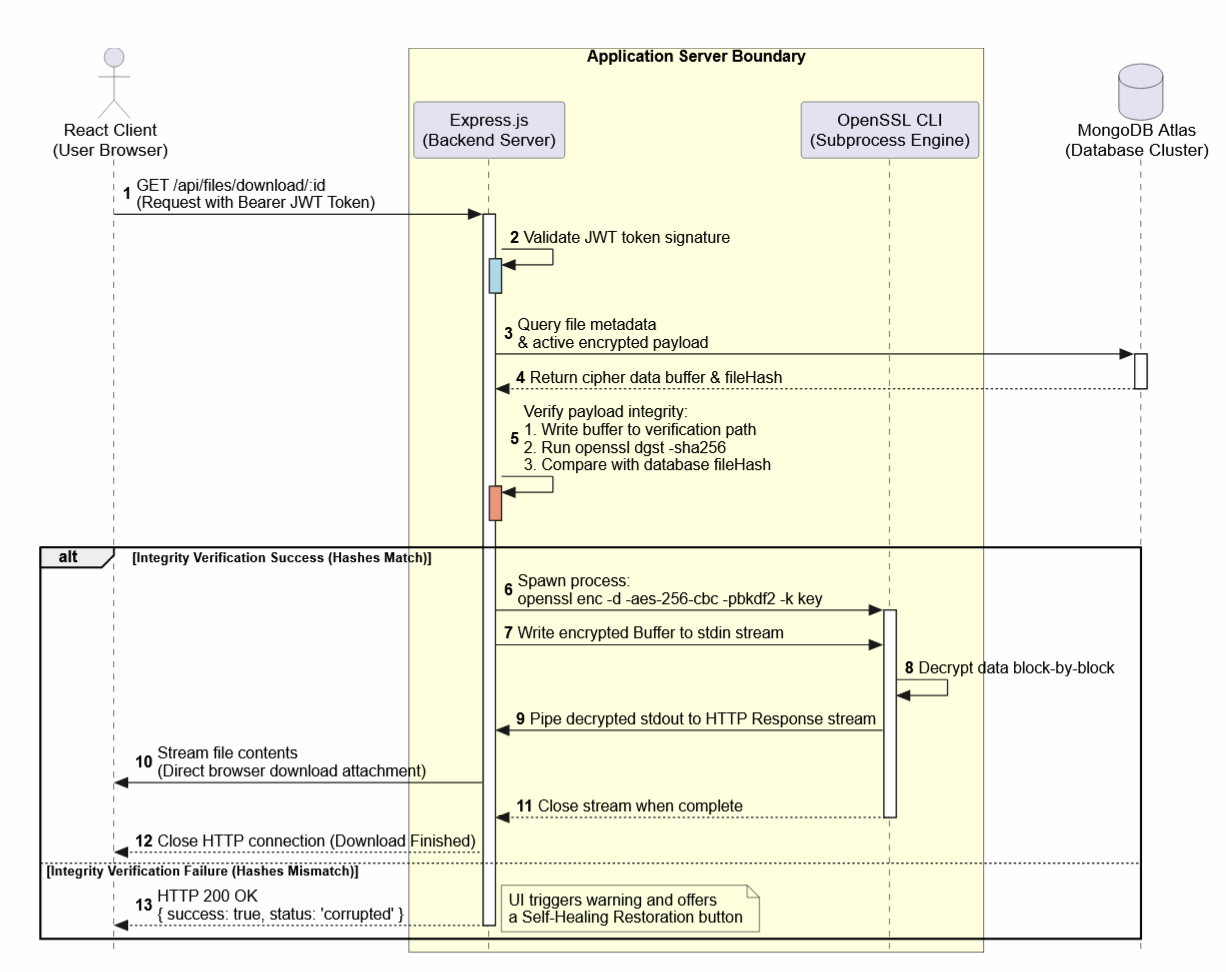 Application Server Boundary
React Client
(User Browser)
Express.js
(Backend Server)
OpenSSL CLI
(Subprocess Engine)
MongoDB Atlas
(Database Cluster)
1 GET /api/files/download/:id
(Request with Bearer JWT Token)
2 Validate JWT token signature
3 Query file metadata
& active encrypted payload
4 Return cipher data buffer & fileHash
5 Verify payload integrity:
1. Write buffer to verification path
2. Run openssl dgst -sha256
3. Compare with database fileHash
alt [Integrity Verification Success (Hashes Match)]
6 Spawn process:
openssl enc -d -aes-256-cbc -pbkdf2 -k key
7 Write encrypted Buffer to stdin stream
8 Decrypt data block-by-block
9 Pipe decrypted stdout to HTTP Response stream
10 Stream file contents
(Direct browser download attachment)
11 Close stream when complete
12 Close HTTP connection (Download Finished)
[Integrity Verification Failure (Hashes Mismatch)]
13 HTTP 200 OK
{ success: true, status: 'corrupted' }
UI triggers warning and offers
a Self-Healing Restoration button